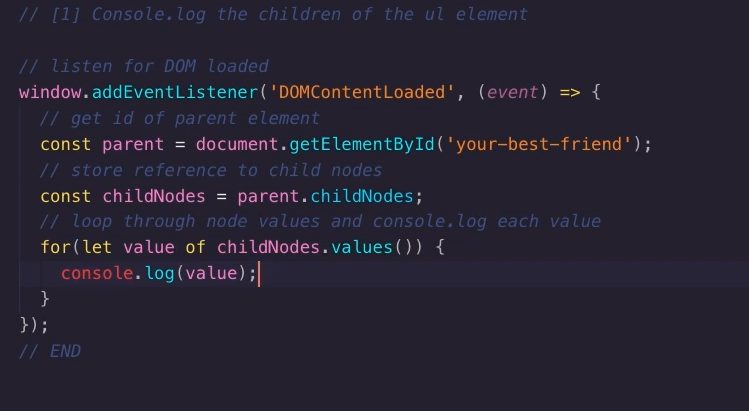 // [1] Console.log the children of the ul element
// listen for DOM loaded
window.addEventListener('DOMContentLoaded', (event) => {
// get id of parent element
const parent = document.getElementById('your-best-friend');
// store reference to child nodes
const childNodes = parent.childNodes;
// loop through node values and console.log each value
for(let value of childNodes.values()) {
console.log(value);
}
});
// END